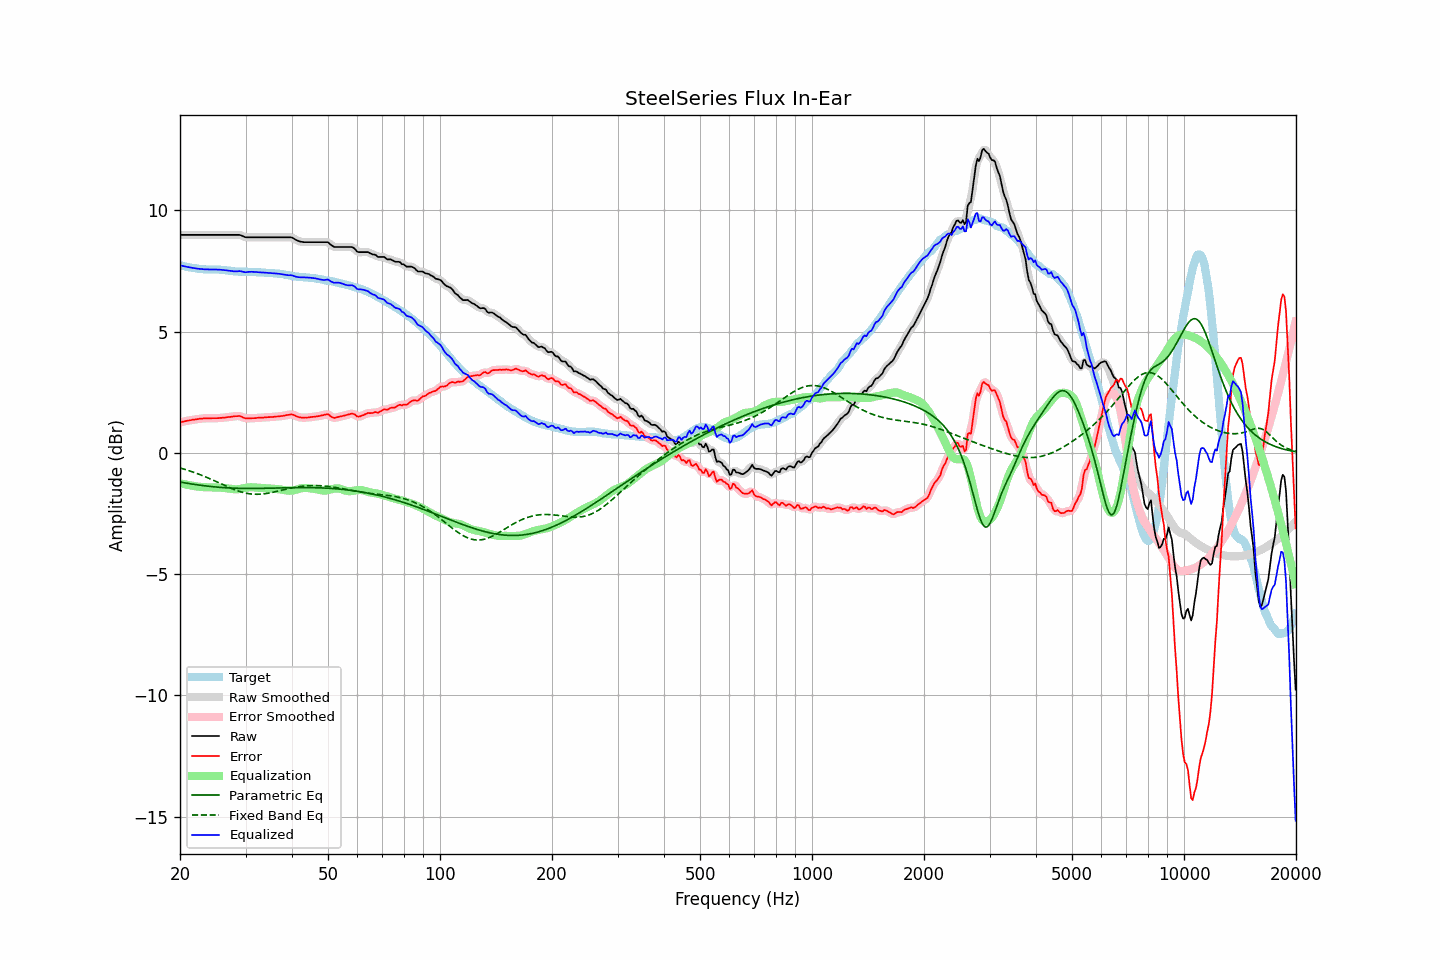 SteelSeries Flux In-Ear
Amplitude (dBr)
10
5
0
−5
−10
−15
Target
Raw Smoothed
Error Smoothed
Raw
Error
Equalization
Parametric Eq
Fixed Band Eq
Equalized
20
50
100
200
500
1000
2000
5000
10000
20000
Frequency (Hz)